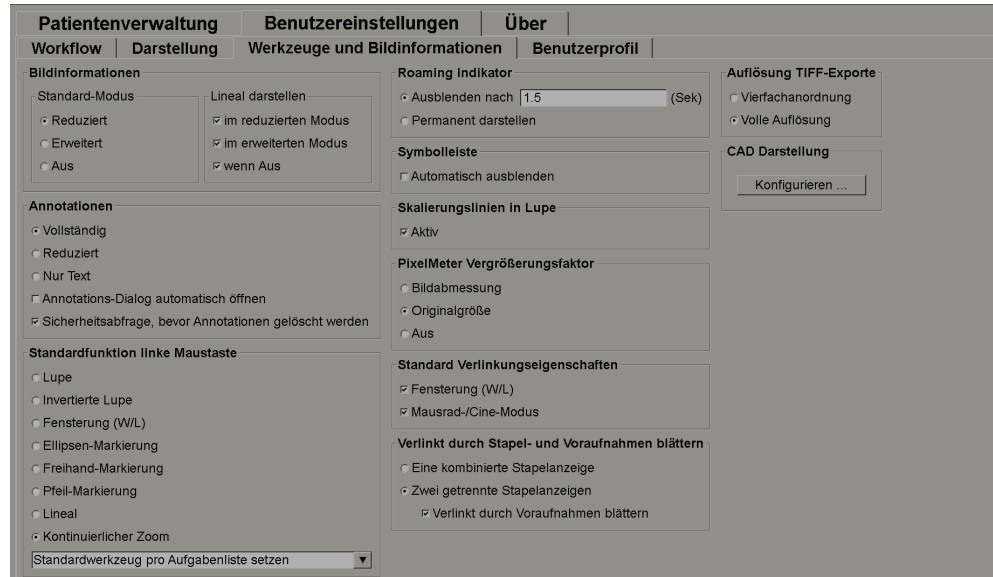 Patientenverwaltung Benutzereinstellungen Über
Workflow Darstellung Werkzeuge und Bildinformationen Benutzerprofil
Bildinformationen
Standard-Modus
Reduziert
Erweitert
Aus
Lineal darstellen
im reduzierten Modus
im erweiterten Modus
wenn Aus
Annotationen
Vollständig
Reduziert
Nur Text
Annotations-Dialog automatisch öffnen
Sicherheitsabfrage, bevor Annotationen gelöscht werden
Standardfunktion linke Maustaste
Lupe
Invertierte Lupe
Fensterung (W/L)
Ellipsen-Markierung
Freihand-Markierung
Pfeil-Markierung
Lineal
Kontinuierlicher Zoom
Standardwerkzeug pro Aufgabenliste setzen
Roaming Indikator
Ausblenden nach 1.5 (Sek)
Permanent darstellen
Symbolleiste
Automatisch ausblenden
Skalierungslinien in Lupe
Aktiv
PixelMeter Vergrößerungsfaktor
Bildabmessung
Originalgröße
Aus
Standard Verlinkungseigenschaften
Fensterung (W/L)
Mausrad-/Cine-Modus
Verlinkt durch Stapel- und Voraufnahmen blättern
Eine kombinierte Stapelanzeige
Zwei getrennte Stapelanzeigen
Verlinkt durch Voraufnahmen blättern
Auflösung TIFF-Exporte
Vierfachanordnung
Volle Auflösung
CAD Darstellung
Konfigurieren ...